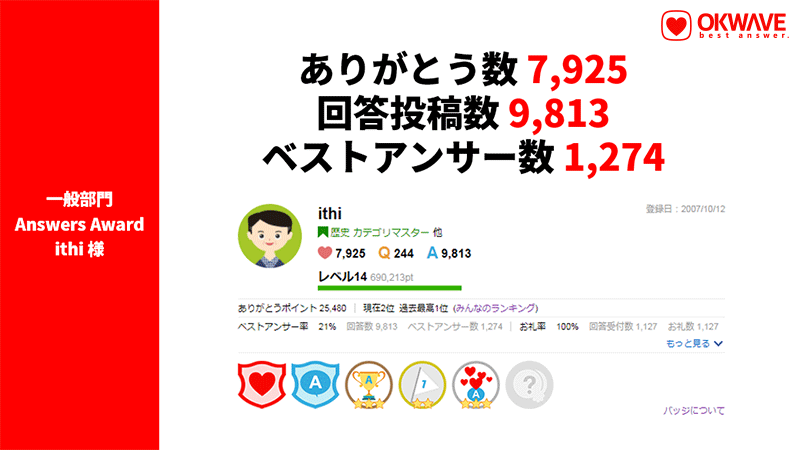 OKWAVE
best answer.
ありがとう数 7,925
回答投稿数 9,813
ベストアンサー数 1,274
一般部門
Answers Award
ithi 様
ithi
登録日：2007/10/12
歴史 カテゴリマスター 他
7,925 Q 244 A 9,813
レベル14 690,213pt
ありがとうポイント 25,480 | 現在2位 過去最高1位 (みんなのランキング)
ベストアンサー率 21% 回答数 9,813 ベストアンサー数 1,274 | お礼率 100% 回答受付数 1,127 お礼数 1,127
もっと見る
A A 7 A ?
バッジについて